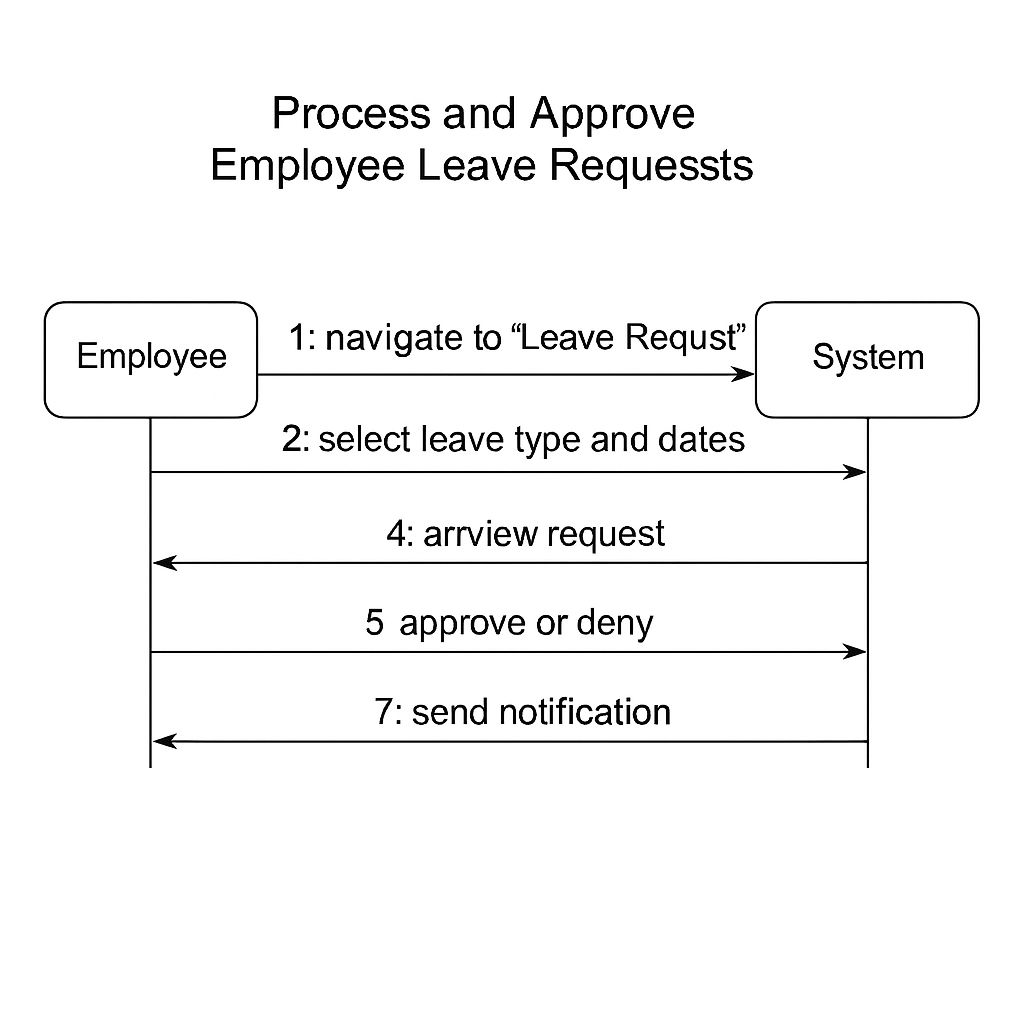 Process and Approve
Employee Leave Requessts
Employee
1: navigate to “Leave Requst”
System
2: select leave type and dates
4: arrview request
5 approve or deny
7: send notification